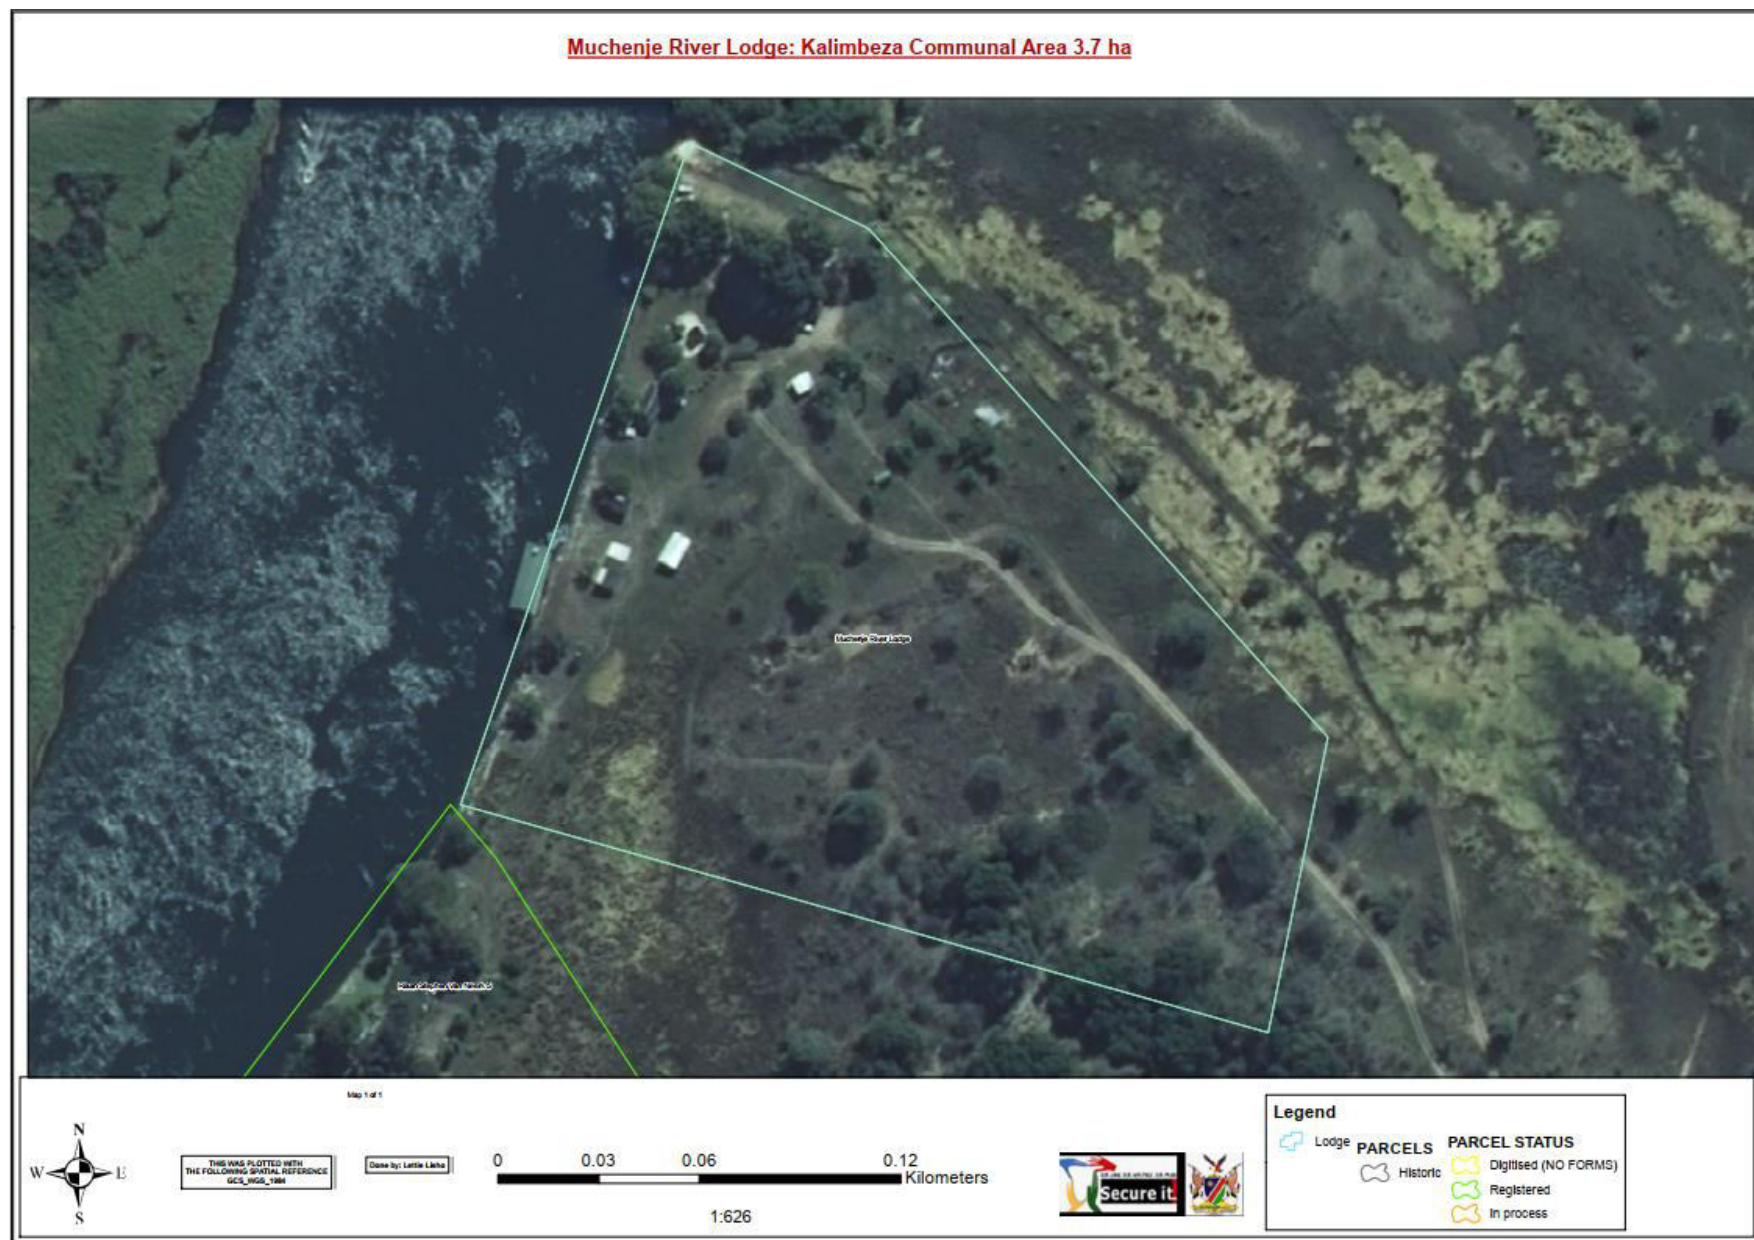 Muchenje River Lodge: Kalimbeza Communal Area 3.7 ha
Muchenje River Lodge
Map 1 of 1
N
W
E
S
THIS WAS PLOTTED WITH
THE FOLLOWING SPATIAL REFERENCE
GCS_WGS_1984
Done by: Lettie Lisho
0
0.03
0.06
0.12
Kilometers
1:626
Secure it
Legend
Lodge
PARCELS
Historic
PARCEL STATUS
Digitised (NO FORMS)
Registered
In process